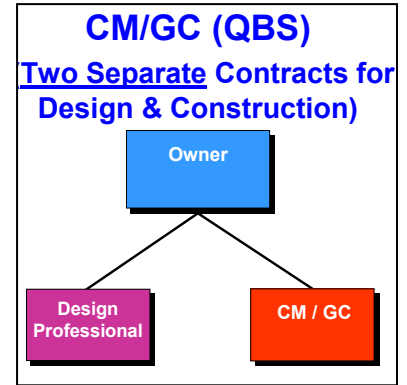 CM/GC (QBS)
(Two Separate Contracts for
Design & Construction)
Owner
Design
Professional
CM / GC